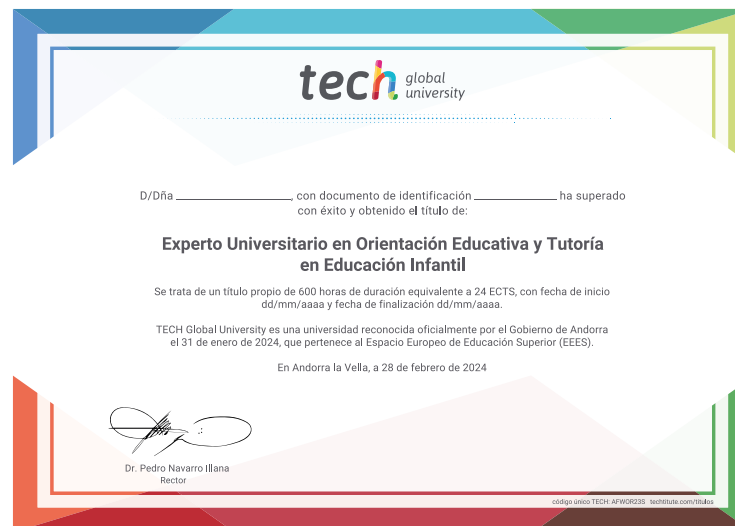 tech global university
D/Dña ______________, con documento de identificación ______________ ha superado
con éxito y obtenido el título de:
Experto Universitario en Orientación Educativa y Tutoría
en Educación Infantil
Se trata de un título propio de 600 horas de duración equivalente a 24 ECTS, con fecha de inicio
dd/mm/aaaa y fecha de finalización dd/mm/aaaa.
TECH Global University es una universidad reconocida oficialmente por el Gobierno de Andorra
el 31 de enero de 2024, que pertenece al Espacio Europeo de Educación Superior (EEES).
En Andorra la Vella, a 28 de febrero de 2024
Dr. Pedro Navarro Illana
Rector
código único TECH: AFWOR23S techtitute.com/titulos